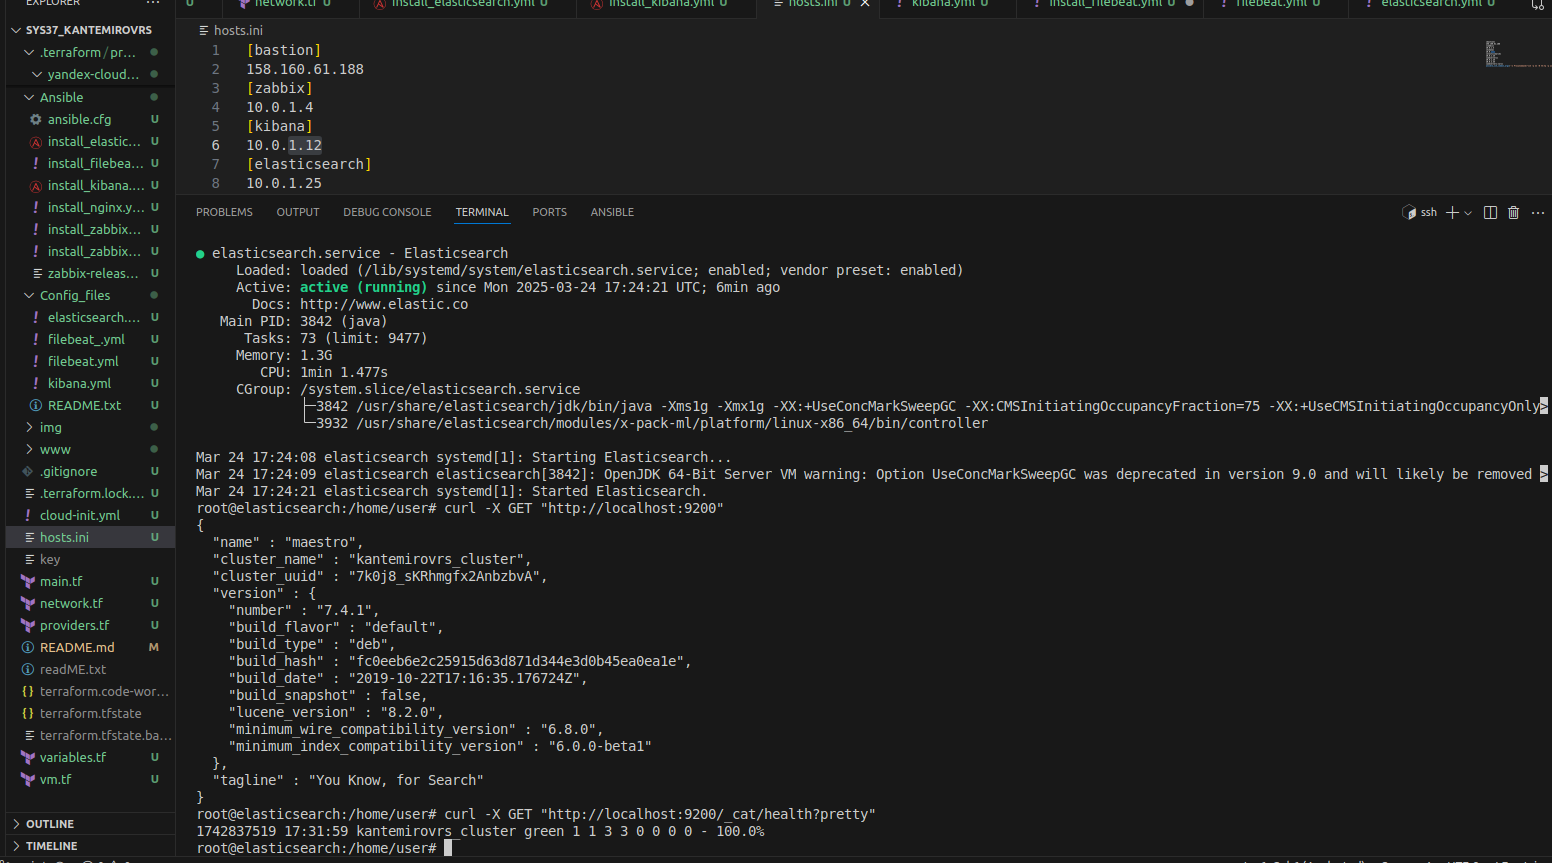 EXPLORER
SYS37_KANTEMIROVRS
.terraform / pr...
yandex-cloud...
Ansible
ansible.cfg U
install_elastic... U
install_filebea... U
install_kibana.... U
install_nginx.y... U
install_zabbix... U
install_zabbix... U
zabbix-releas... U
Config_files
elasticsearch.... U
filebeat_.yml U
filebeat.yml U
kibana.yml U
README.txt U
img
www
.gitignore U
.terraform.lock.... U
cloud-init.yml U
hosts.ini U
key
main.tf U
network.tf U
providers.tf U
README.md M
readME.txt
terraform.code-wor...
terraform.tfstate
terraform.tfstate.ba...
variables.tf U
vm.tf U
OUTLINE
TIMELINE
U network.tf U install_elasticsearch.yml U install_kibana.yml U hosts.ini U kibana.yml U install_filebeat.yml U filebeat.yml U elasticsearch.yml U
hosts.ini
1 [bastion]
2 158.160.61.188
3 [zabbix]
4 10.0.1.4
5 [kibana]
6 10.0.1.12
7 [elasticsearch]
8 10.0.1.25
PROBLEMS OUTPUT DEBUG CONSOLE TERMINAL PORTS ANSIBLE ssh
elasticsearch.service - Elasticsearch
Loaded: loaded (/lib/systemd/system/elasticsearch.service; enabled; vendor preset: enabled)
Active: active (running) since Mon 2025-03-24 17:24:21 UTC; 6min ago
Docs: http://www.elastic.co
Main PID: 3842 (java)
Tasks: 73 (limit: 9477)
Memory: 1.3G
CPU: 1min 1.477s
CGroup: /system.slice/elasticsearch.service
├─3842 /usr/share/elasticsearch/jdk/bin/java -Xms1g -Xmx1g -XX:+UseConcMarkSweepGC -XX:CMSInitiatingOccupancyFraction=75 -XX:+UseCMSInitiatingOccupancyOnly>
└─3932 /usr/share/elasticsearch/modules/x-pack-ml/platform/linux-x86_64/bin/controller
Mar 24 17:24:08 elasticsearch systemd[1]: Starting Elasticsearch...
Mar 24 17:24:09 elasticsearch elasticsearch[3842]: OpenJDK 64-Bit Server VM warning: Option UseConcMarkSweepGC was deprecated in version 9.0 and will likely be removed >
Mar 24 17:24:21 elasticsearch systemd[1]: Started Elasticsearch.
root@elasticsearch:/home/user# curl -X GET "http://localhost:9200"
{
"name" : "maestro",
"cluster_name" : "kantemirovrs_cluster",
"cluster_uuid" : "7k0j8_sKRhmgfx2AnbzbvA",
"version" : {
"number" : "7.4.1",
"build_flavor" : "default",
"build_type" : "deb",
"build_hash" : "fc0eeb6e2c25915d63d871d344e3d0b45ea0ea1e",
"build_date" : "2019-10-22T17:16:35.176724Z",
"build_snapshot" : false,
"lucene_version" : "8.2.0",
"minimum_wire_compatibility_version" : "6.8.0",
"minimum_index_compatibility_version" : "6.0.0-beta1"
},
"tagline" : "You Know, for Search"
}
root@elasticsearch:/home/user# curl -X GET "http://localhost:9200/_cat/health?pretty"
1742837519 17:31:59 kantemirovrs_cluster green 1 1 3 3 0 0 0 0 - 100.0%
root@elasticsearch:/home/user#